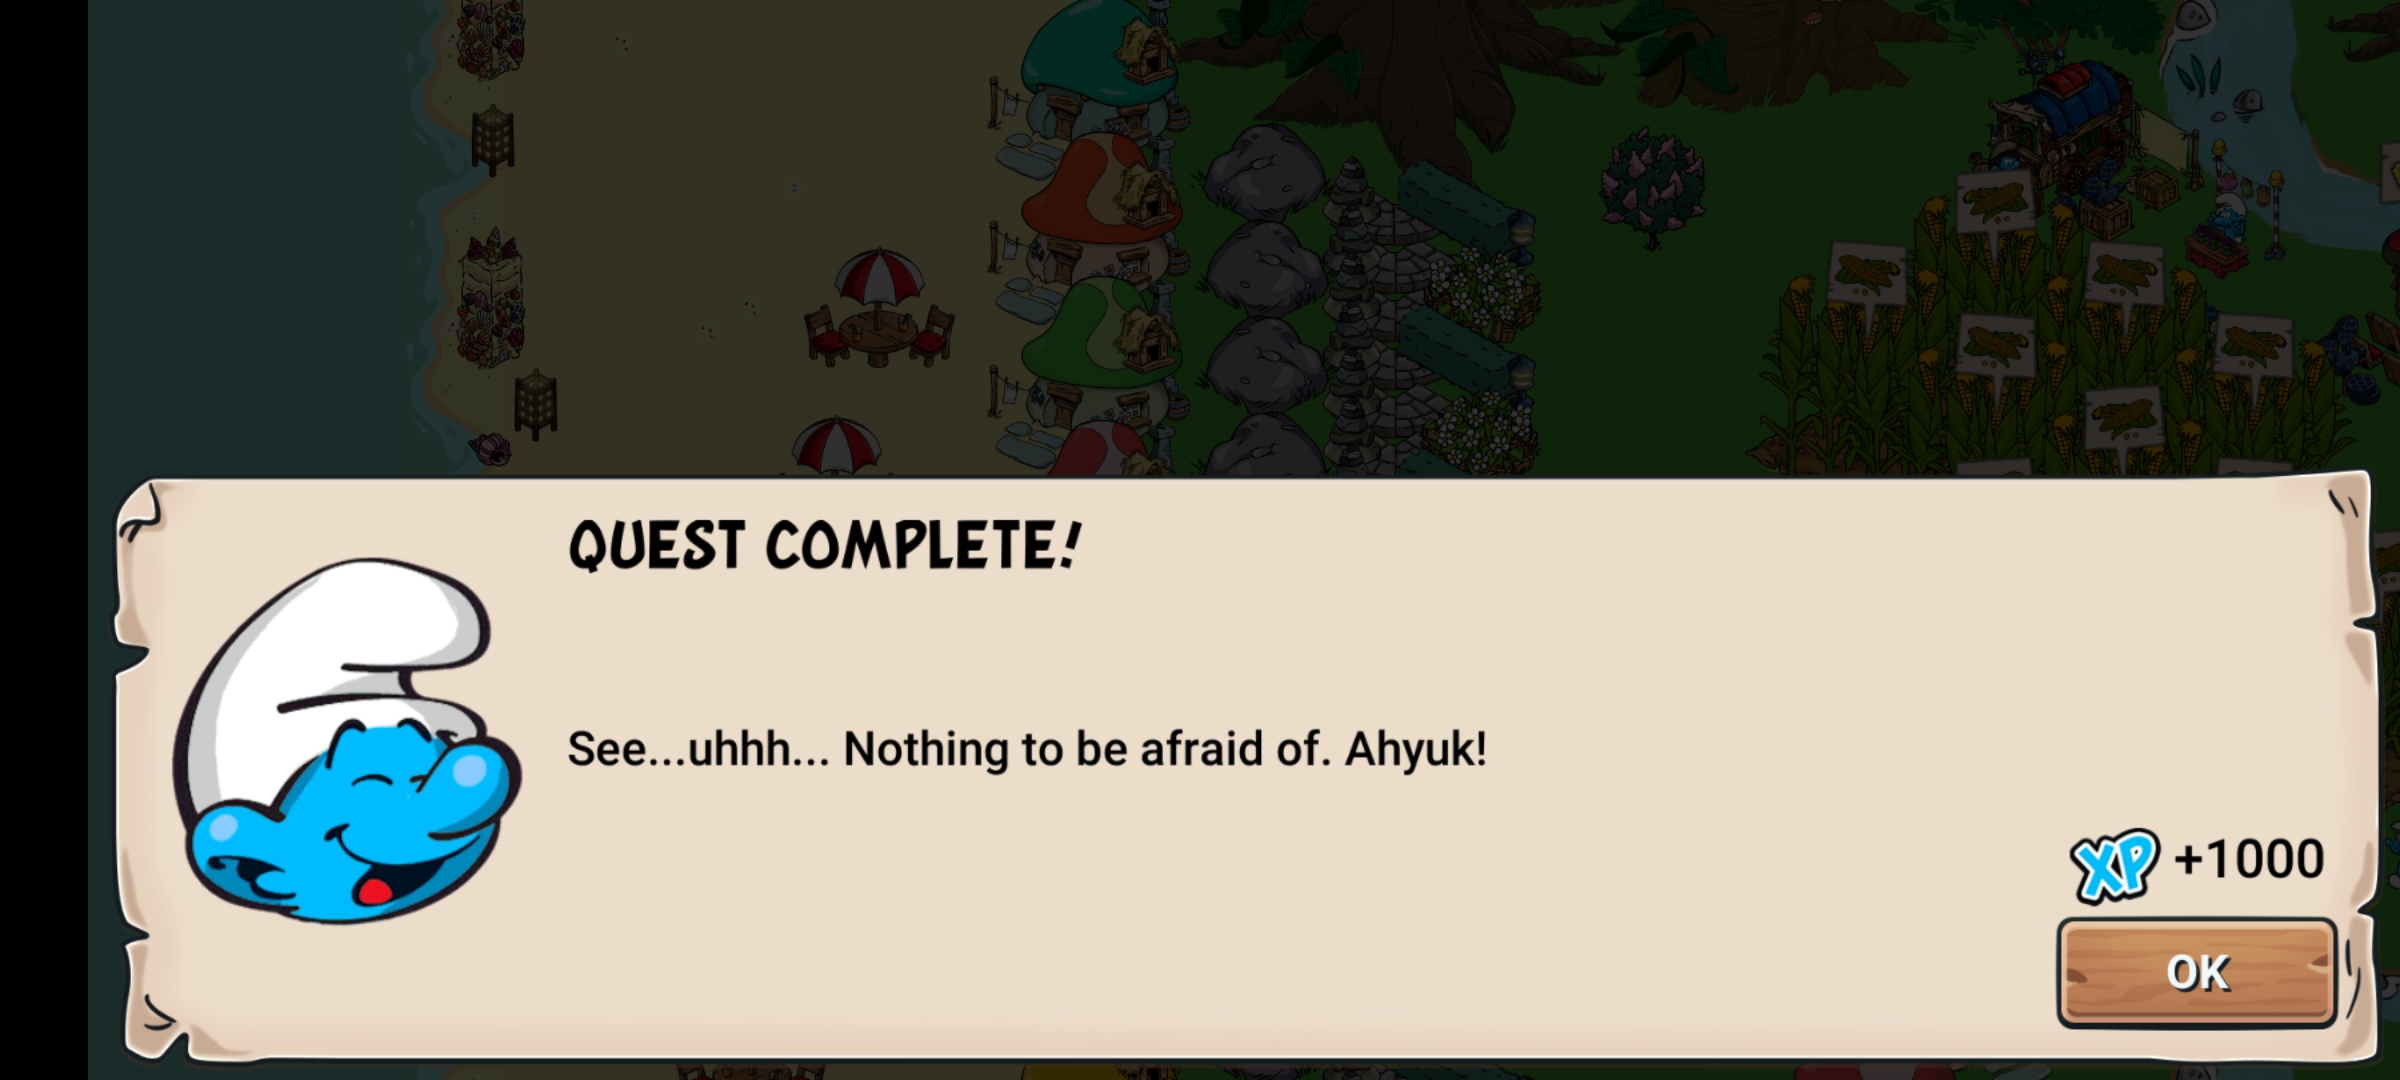 QUEST COMPLETE!
See...uhhh... Nothing to be afraid of. Ahyuk!
XP +1000
OK